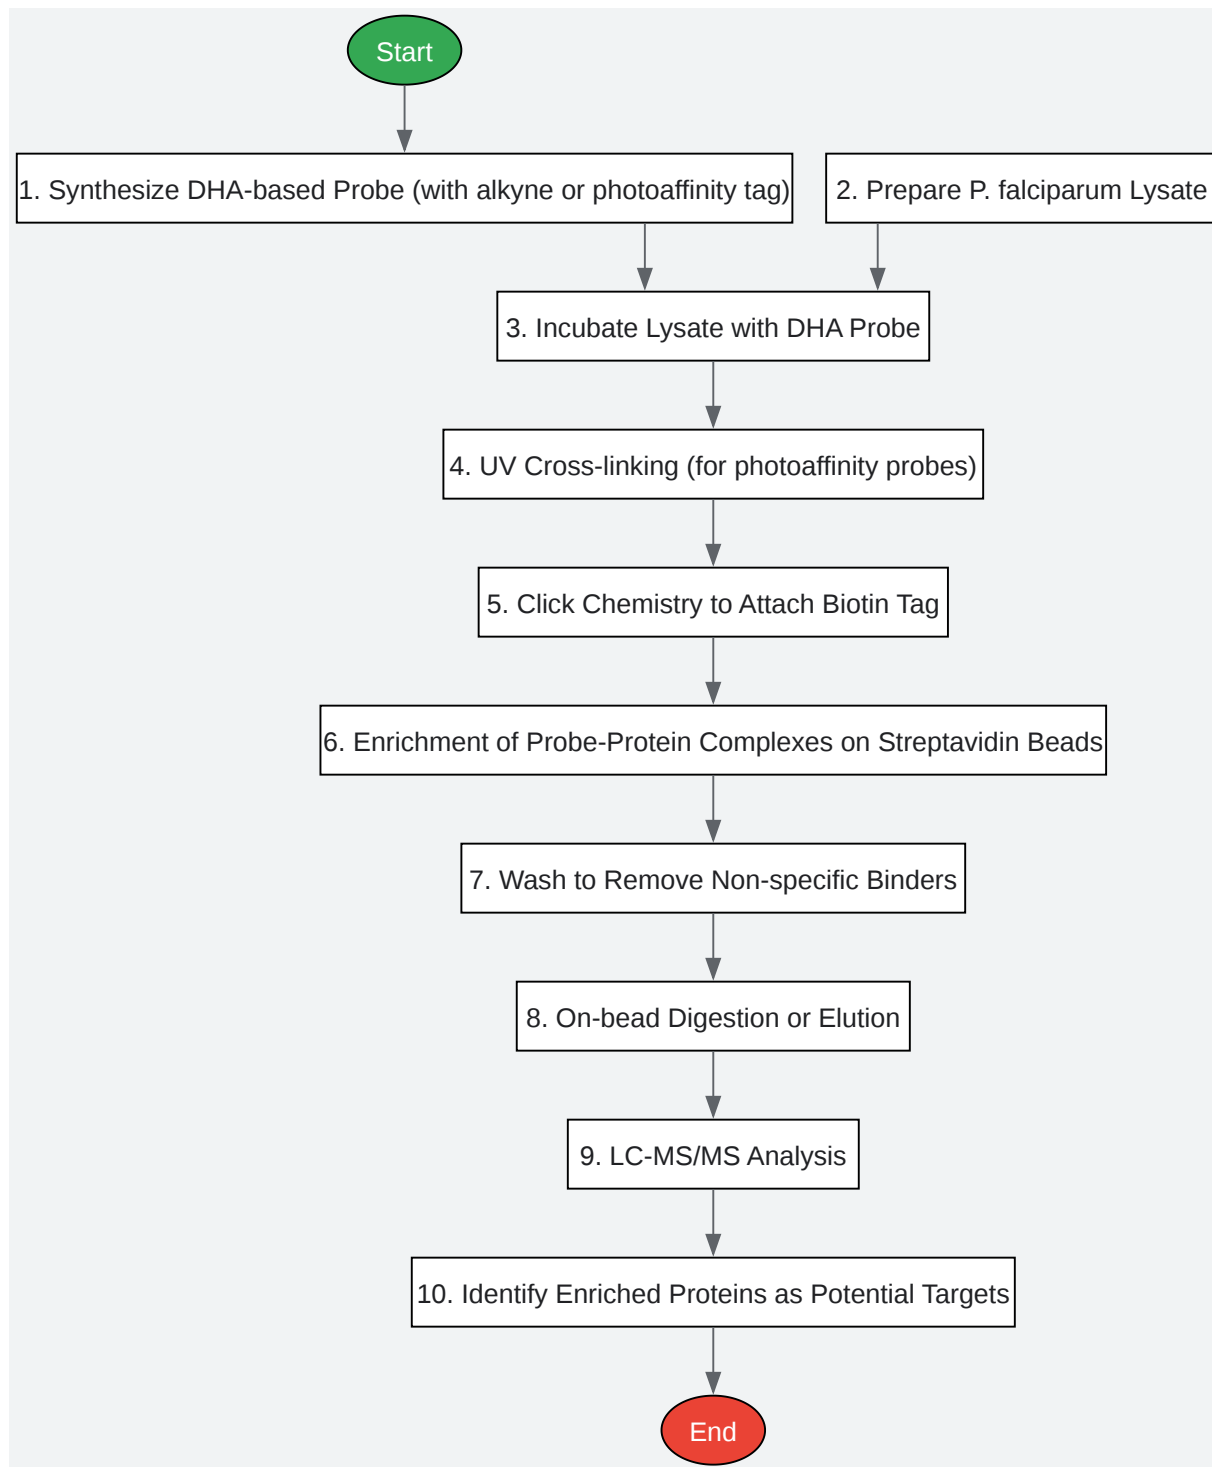 Start
1. Synthesize DHA-based Probe (with alkyne or photoaffinity tag)
2. Prepare P. falciparum Lysate
3. Incubate Lysate with DHA Probe
4. UV Cross-linking (for photoaffinity probes)
5. Click Chemistry to Attach Biotin Tag
6. Enrichment of Probe-Protein Complexes on Streptavidin Beads
7. Wash to Remove Non-specific Binders
8. On-bead Digestion or Elution
9. LC-MS/MS Analysis
10. Identify Enriched Proteins as Potential Targets
End